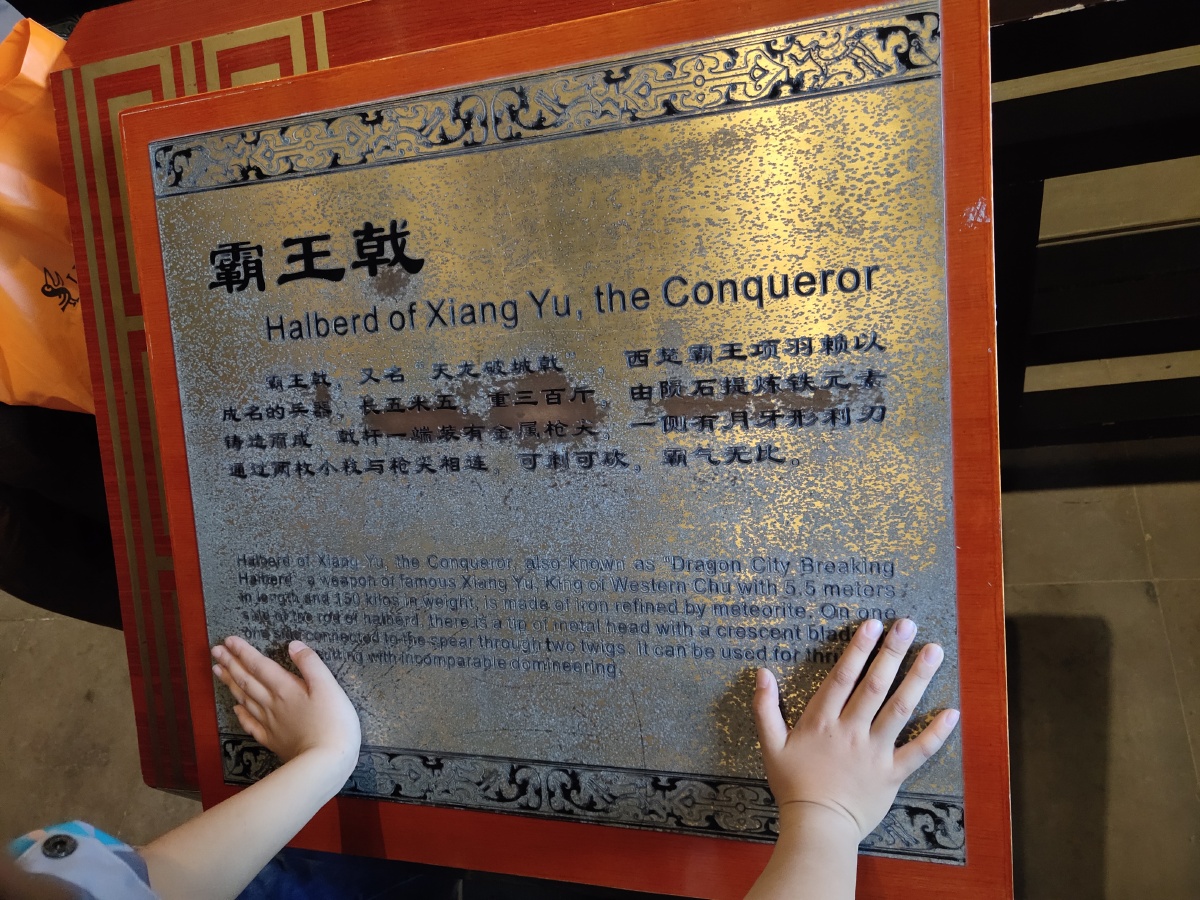 霸王戟
Halberd of Xiang Yu, the Conqueror
霸王戟，又名“天龙破城戟”，西楚霸王项羽赖以
成名的兵器，长五米五，重三百斤，由陨石提炼铁元素
铸造而成，戟杆一端装有金属枪尖，一侧有月牙形利刃
通过两枚小枝与枪尖相连，可刺可砍，霸气无比。
Halberd of Xiang Yu, the Conqueror, also known as "Dragon City Breaking
Halberd" a weapon of famous Xiang Yu, King of Western Chu with 5.5 meters
in length and 150 kilos in weight, is made of iron refined by meteorite. On one
side of the rod of halberd, there is a tip of metal head with a crescent
one side connected to the spear through two twigs. It can be used for
with incomparable domineering.